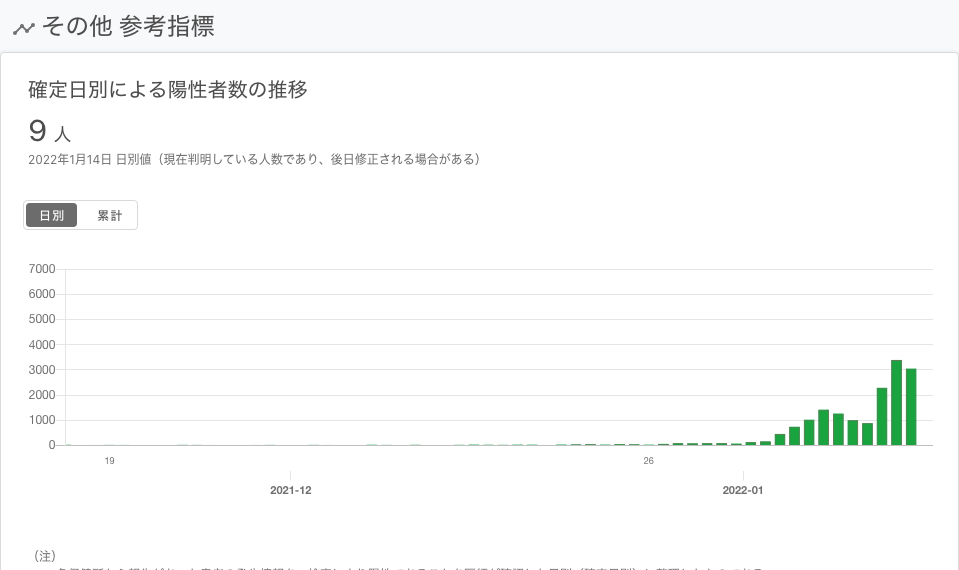 その他 参考指標
確定日別による陽性者数の推移
9 人
2022年1月14日 日別値（現在判明している人数であり、後日修正される場合がある）
日別 累計
7000
6000
5000
4000
3000
2000
1000
0
19 26
2021-12 2022-01
（注）